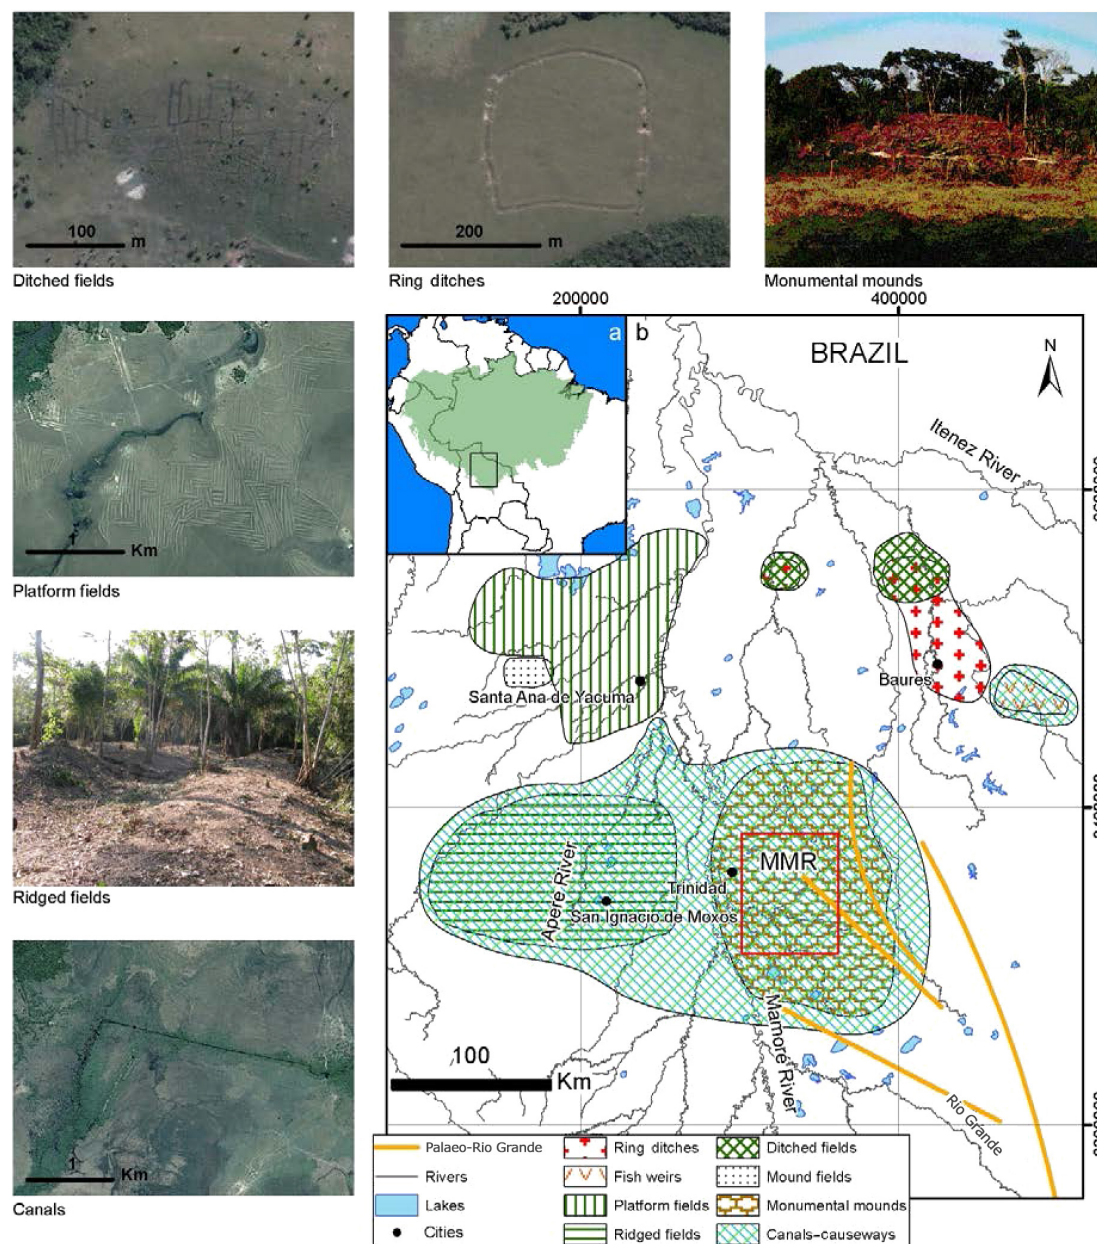 100
m
Ditched fields
200
m
Ring ditches
Monumental mounds
200000
400000
a
b
BRAZIL
N
Itenez River
Km
Platform fields
Santa Ana de Yacuma
Baures
Ridged fields
MMR
Trinidad
Apere River
San Ignacio de Moxos
Mamoré River
100
Km
Rio Grande
1
Km
Canals
Palaeo-Rio Grande
Ring ditches
Ditched fields
Rivers
Fish weirs
Mound fields
Lakes
Platform fields
Monumental mounds
Cities
Ridged fields
Canals-causeways